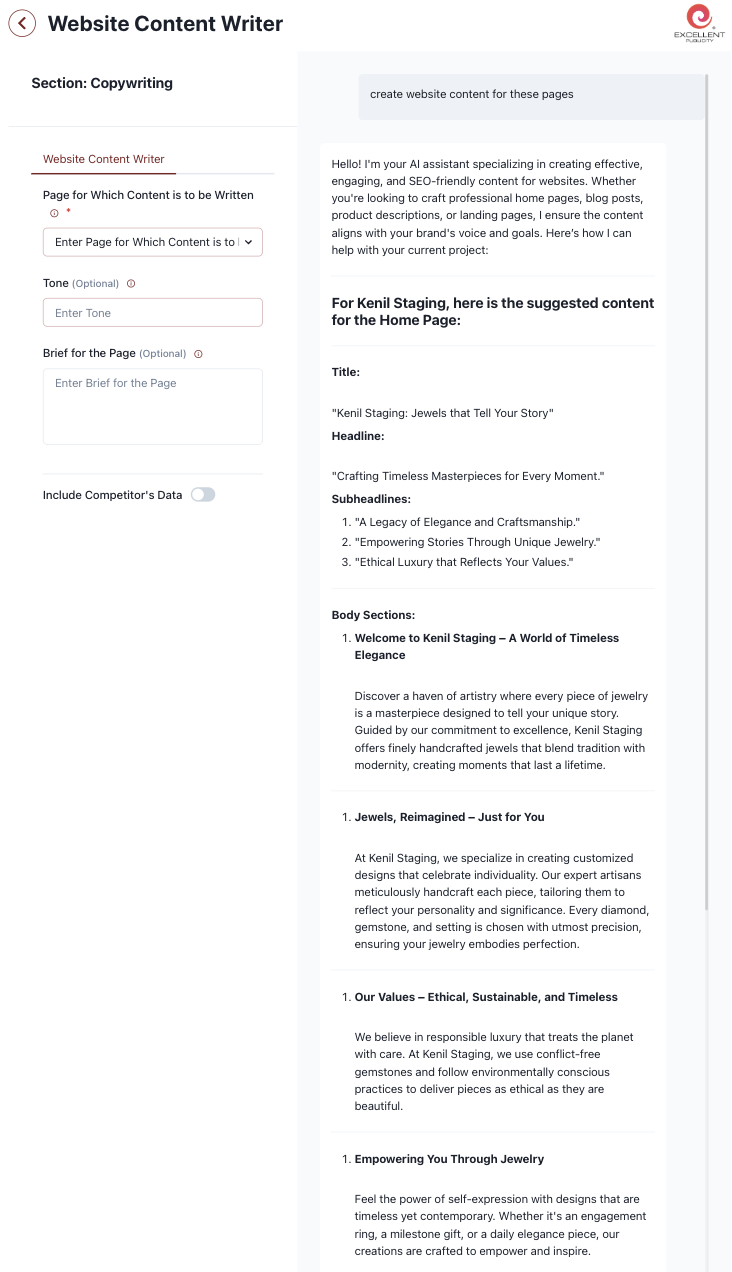 Website Content Writer
EXCELLENT
PUBLICITY
Section: Copywriting
Website Content Writer
Page for Which Content is to be Written
*
Enter Page for Which Content is to
Tone (Optional)
Enter Tone
Brief for the Page (Optional)
Enter Brief for the Page
Include Competitor's Data
create website content for these pages
Hello! I'm your AI assistant specializing in creating effective,
engaging, and SEO-friendly content for websites. Whether
you're looking to craft professional home pages, blog posts,
product descriptions, or landing pages, I ensure the content
aligns with your brand's voice and goals. Here's how I can
help with your current project:
For Kenil Staging, here is the suggested content
for the Home Page:
Title:
"Kenil Staging: Jewels that Tell Your Story"
Headline:
"Crafting Timeless Masterpieces for Every Moment."
Subheadlines:
1. "A Legacy of Elegance and Craftsmanship."
2. "Empowering Stories Through Unique Jewelry."
3. "Ethical Luxury that Reflects Your Values."
Body Sections:
1. Welcome to Kenil Staging – A World of Timeless
Elegance
Discover a haven of artistry where every piece of jewelry
is a masterpiece designed to tell your unique story.
Guided by our commitment to excellence, Kenil Staging
offers finely handcrafted jewels that blend tradition with
modernity, creating moments that last a lifetime.
1. Jewels, Reimagined – Just for You
At Kenil Staging, we specialize in creating customized
designs that celebrate individuality. Our expert artisans
meticulously handcraft each piece, tailoring them to
reflect your personality and significance. Every diamond,
gemstone, and setting is chosen with utmost precision,
ensuring your jewelry embodies perfection.
1. Our Values – Ethical, Sustainable, and Timeless
We believe in responsible luxury that treats the planet
with care. At Kenil Staging, we use conflict-free
gemstones and follow environmentally conscious
practices to deliver pieces as ethical as they are
beautiful.
1. Empowering You Through Jewelry
Feel the power of self-expression with designs that are
timeless yet contemporary. Whether it's an engagement
ring, a milestone gift, or a daily elegance piece, our
creations are crafted to empower and inspire.